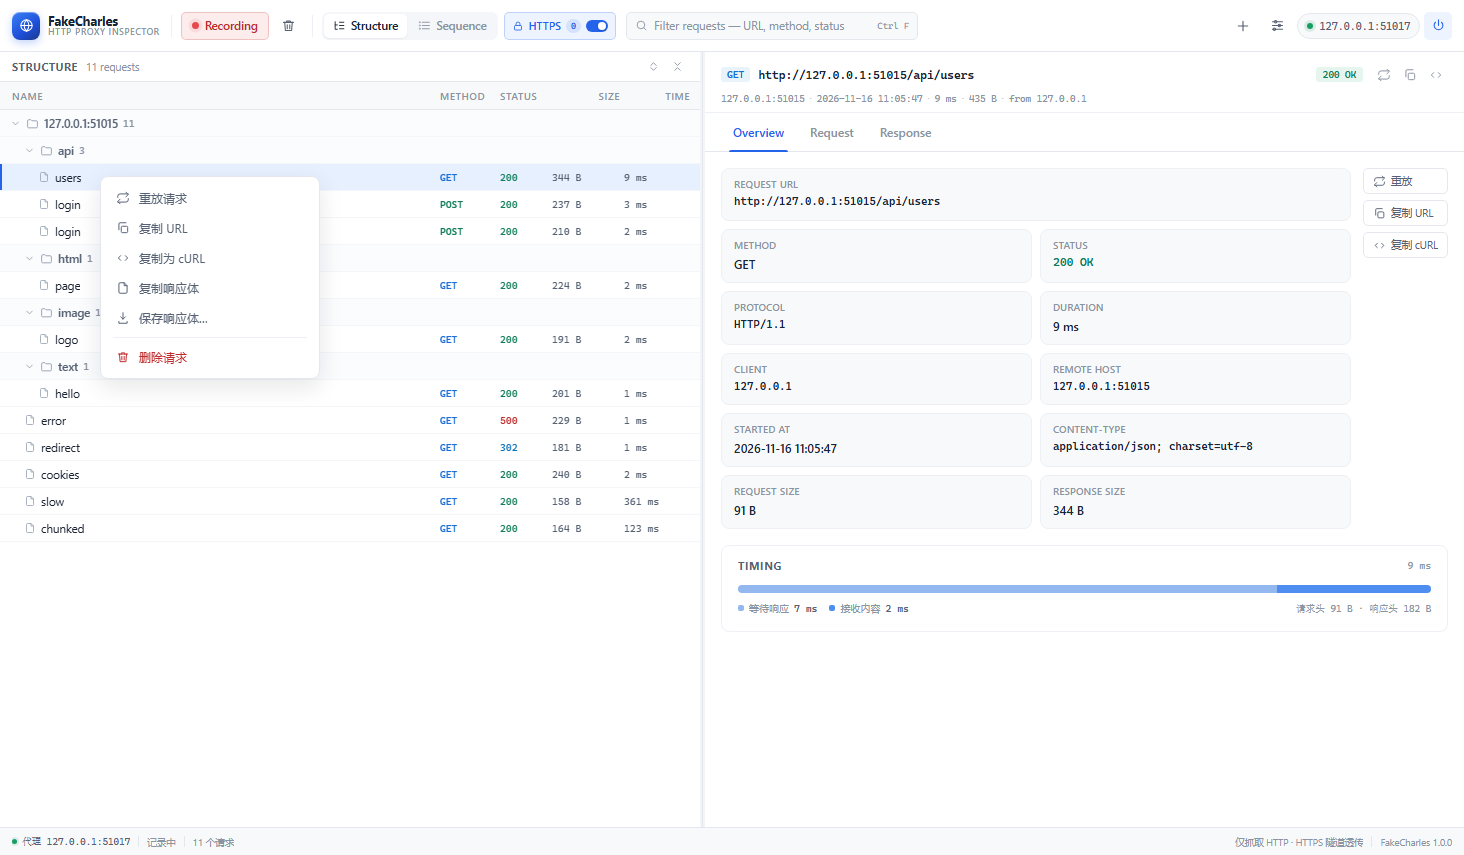 FakeCharles
HTTP PROXY INSPECTOR
Recording
Structure
Sequence
HTTPS 0
Filter requests — URL, method, status
Ctrl F
127.0.0.1:51017
STRUCTURE 11 requests
NAME METHOD STATUS SIZE TIME
127.0.0.1:51015 11
api 3
users GET 200 344 B 9 ms
login POST 200 237 B 3 ms
login POST 200 210 B 2 ms
html 1
page GET 200 224 B 2 ms
image 1
logo GET 200 191 B 2 ms
text 1
hello GET 200 201 B 1 ms
error GET 500 229 B 1 ms
redirect GET 302 181 B 1 ms
cookies GET 200 240 B 2 ms
slow GET 200 158 B 361 ms
chunked GET 200 164 B 123 ms
重放请求
复制 URL
复制为 cURL
复制响应体
保存响应体...
删除请求
GET http://127.0.0.1:51015/api/users
200 OK
127.0.0.1:51015 · 2026-11-16 11:05:47 · 9 ms · 435 B · from 127.0.0.1
Overview Request Response
REQUEST URL
http://127.0.0.1:51015/api/users
重放
复制 URL
复制 cURL
METHOD
GET
STATUS
200 OK
PROTOCOL
HTTP/1.1
DURATION
9 ms
CLIENT
127.0.0.1
REMOTE HOST
127.0.0.1:51015
STARTED AT
2026-11-16 11:05:47
CONTENT-TYPE
application/json; charset=utf-8
REQUEST SIZE
91 B
RESPONSE SIZE
344 B
TIMING 9 ms
等待响应 7 ms 接收内容 2 ms
请求头 91 B · 响应头 182 B
代理 127.0.0.1:51017 记录中 11 个请求
仅抓取 HTTP · HTTPS 隧道透传 FakeCharles 1.0.0